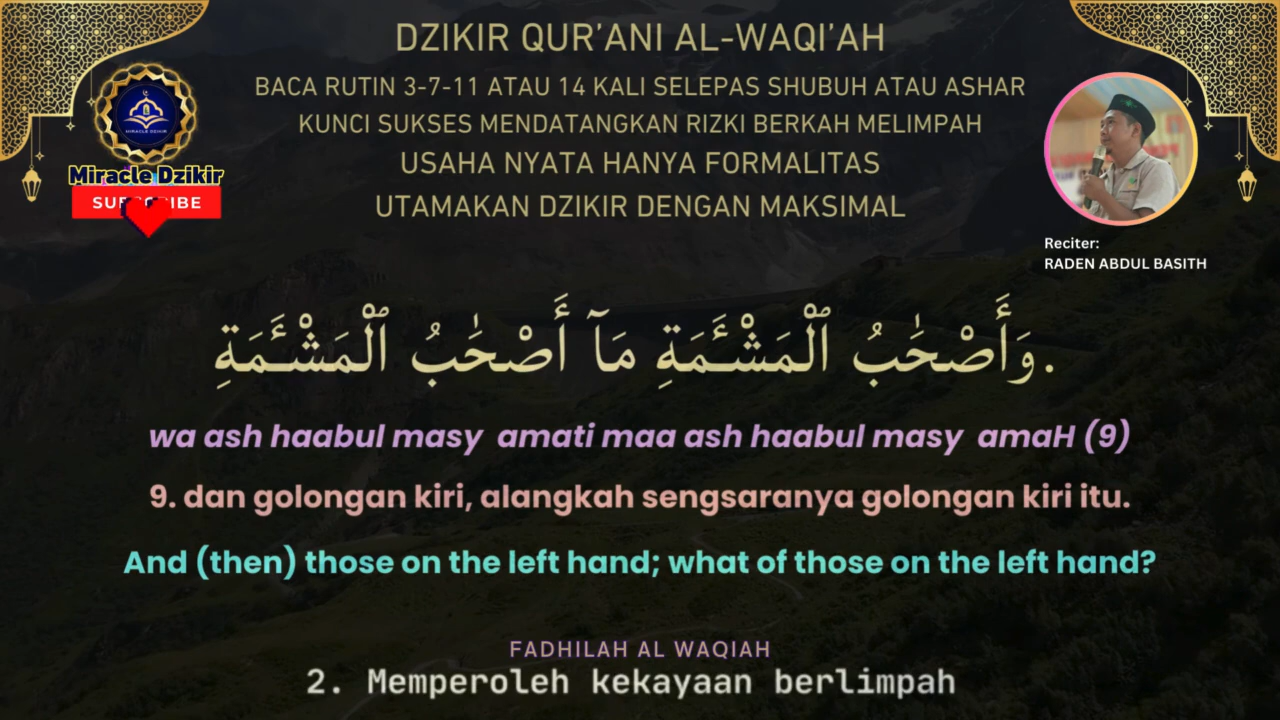 DZIKIR QUR’ANI AL-WAQI’AH
BACA RUTIN 3-7-11 ATAU 14 KALI SELEPAS SHUBUH ATAU ASHAR
KUNCI SUKSES MENDATANGKAN RIZKI BERKAH MELIMPAH
USAHA NYATA HANYA FORMALITAS
UTAMAKAN DZIKIR DENGAN MAKSIMAL
MIRACLE DZIKIR
Miracle Dzikir
Reciter:
RADEN ABDUL BASITH
وَأَصْحَٰبُ ٱلْمَشْـَٔمَةِ مَآ أَصْحَٰبُ ٱلْمَشْـَٔمَةِ.
wa ash haabul masy amati maa ash haabul masy amaH (9)
9. dan golongan kiri, alangkah sengsaranya golongan kiri itu.
And (then) those on the left hand; what of those on the left hand?
FADHILAH AL WAQIAH
2. Memperoleh kekayaan berlimpah